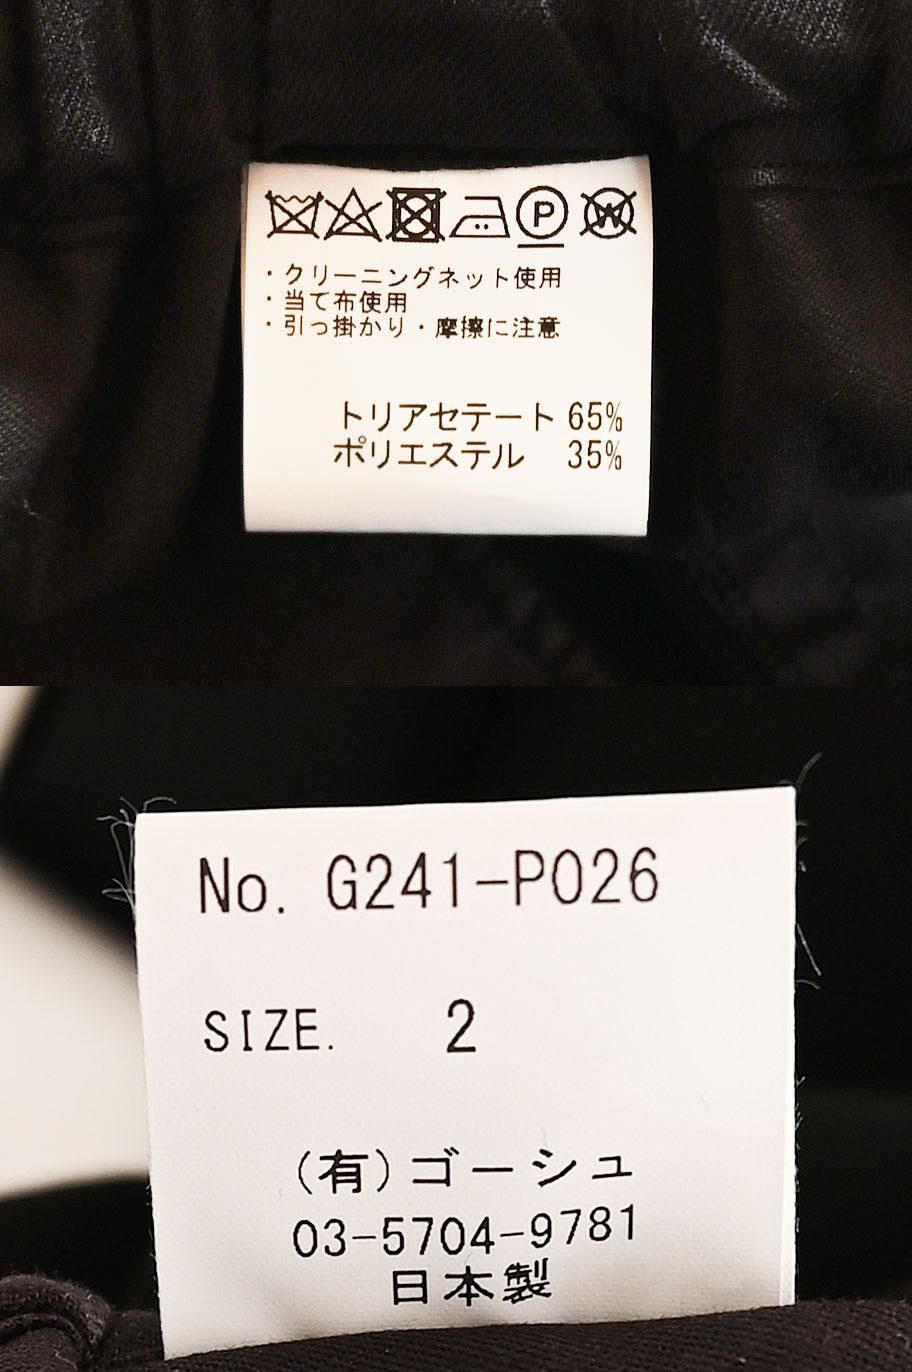 P W
・クリーニングネット使用
・当て布使用
・引っ掛かり・摩擦に注意
トリアセテート 65%
ポリエステル 35%
No. G241-P026
SIZE. 2
(有)ゴーシュ
03-5704-9781
日本製